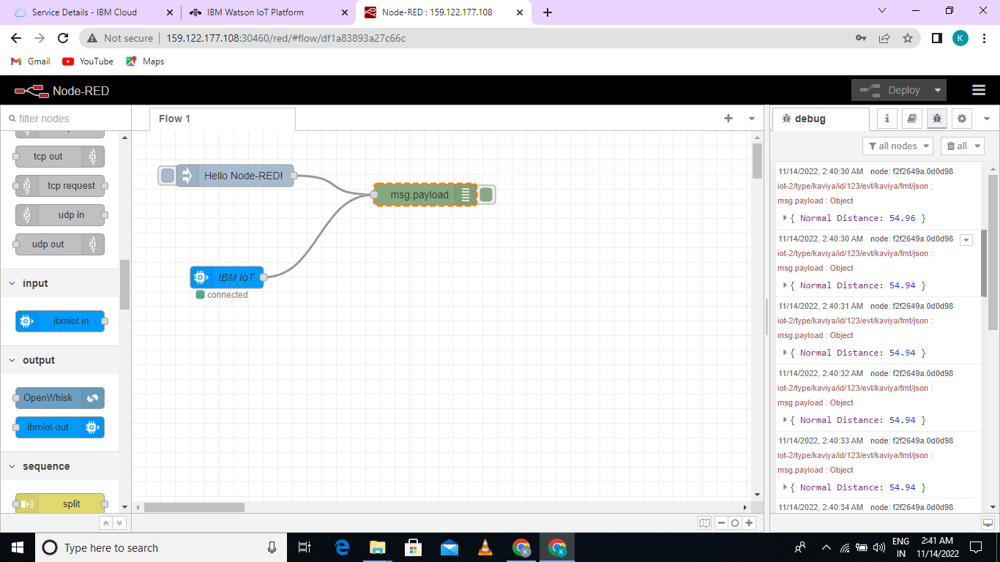 Service Details - IBM Cloud
IBM Watson IoT Platform
Node-RED : 159.122.177.108
Not secure
159.122.177.108:30460/red/#flow/df1a83893a27c66c
K
Gmail
YouTube
Maps
Node-RED
Deploy
filter nodes
tcp out
tcp request
udp in
udp out
input
ibmiot in
output
OpenWhisk
ibmiot out
sequence
split
Flow 1
Hello Node-RED!
msg.payload
IBM IoT
connected
debug
i
all nodes
all
11/14/2022, 2:40:30 AM node: f2f2649a.0d0d98
iot-2/type/kaviya/id/123/evt/kaviya/fmt/json :
msg.payload : Object
{ Normal Distance: 54.96 }
11/14/2022, 2:40:30 AM node: f2f2649a.0d0d98
iot-2/type/kaviya/id/123/evt/kaviya/fmt/json :
msg.payload : Object
{ Normal Distance: 54.94 }
11/14/2022, 2:40:31 AM node: f2f2649a.0d0d98
iot-2/type/kaviya/id/123/evt/kaviya/fmt/json :
msg.payload : Object
{ Normal Distance: 54.94 }
11/14/2022, 2:40:32 AM node: f2f2649a.0d0d98
iot-2/type/kaviya/id/123/evt/kaviya/fmt/json :
msg.payload : Object
{ Normal Distance: 54.94 }
11/14/2022, 2:40:33 AM node: f2f2649a.0d0d98
iot-2/type/kaviya/id/123/evt/kaviya/fmt/json :
msg.payload : Object
{ Normal Distance: 54.94 }
11/14/2022, 2:40:34 AM node: f2f2649a.0d0d98
Type here to search
K
K
ENG
IN
2:41 AM
11/14/2022